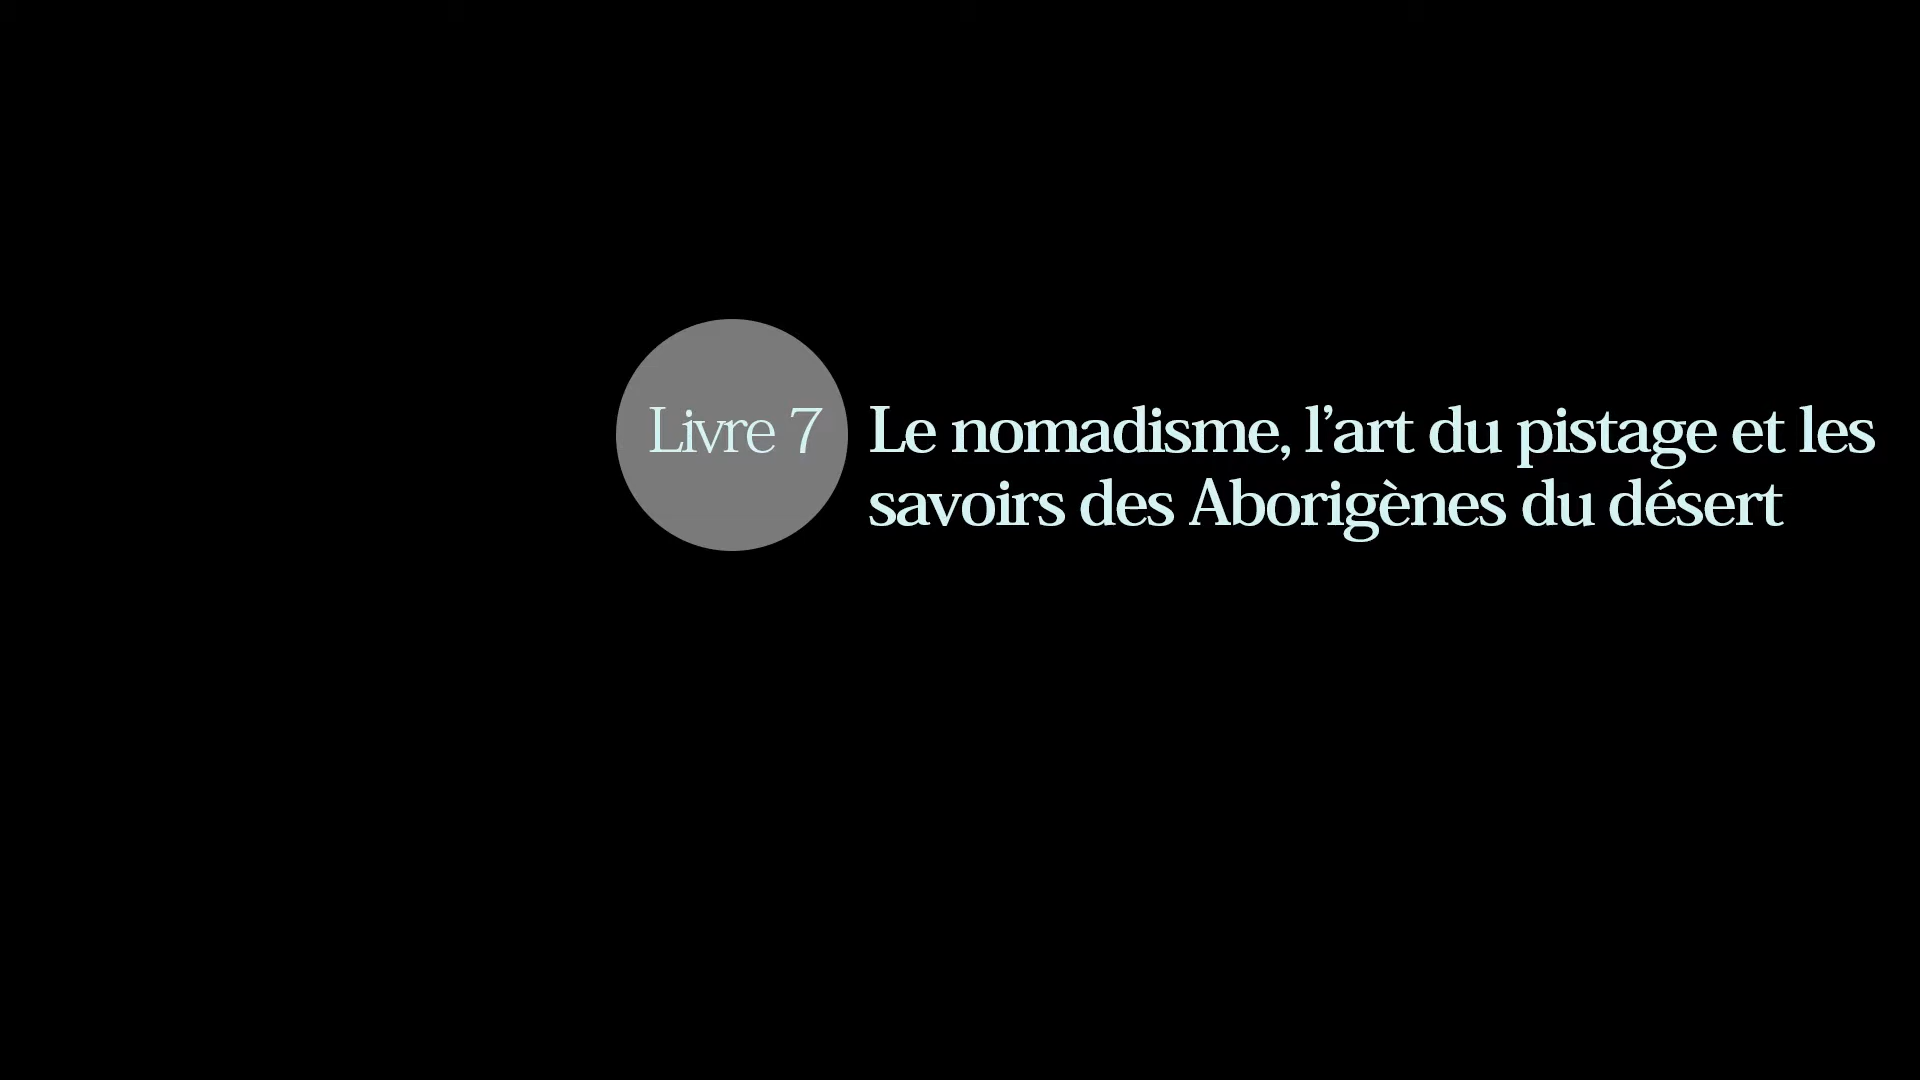 Livre 7
Le nomadisme, l’art du pistage et les
savoirs des Aborigènes du désert